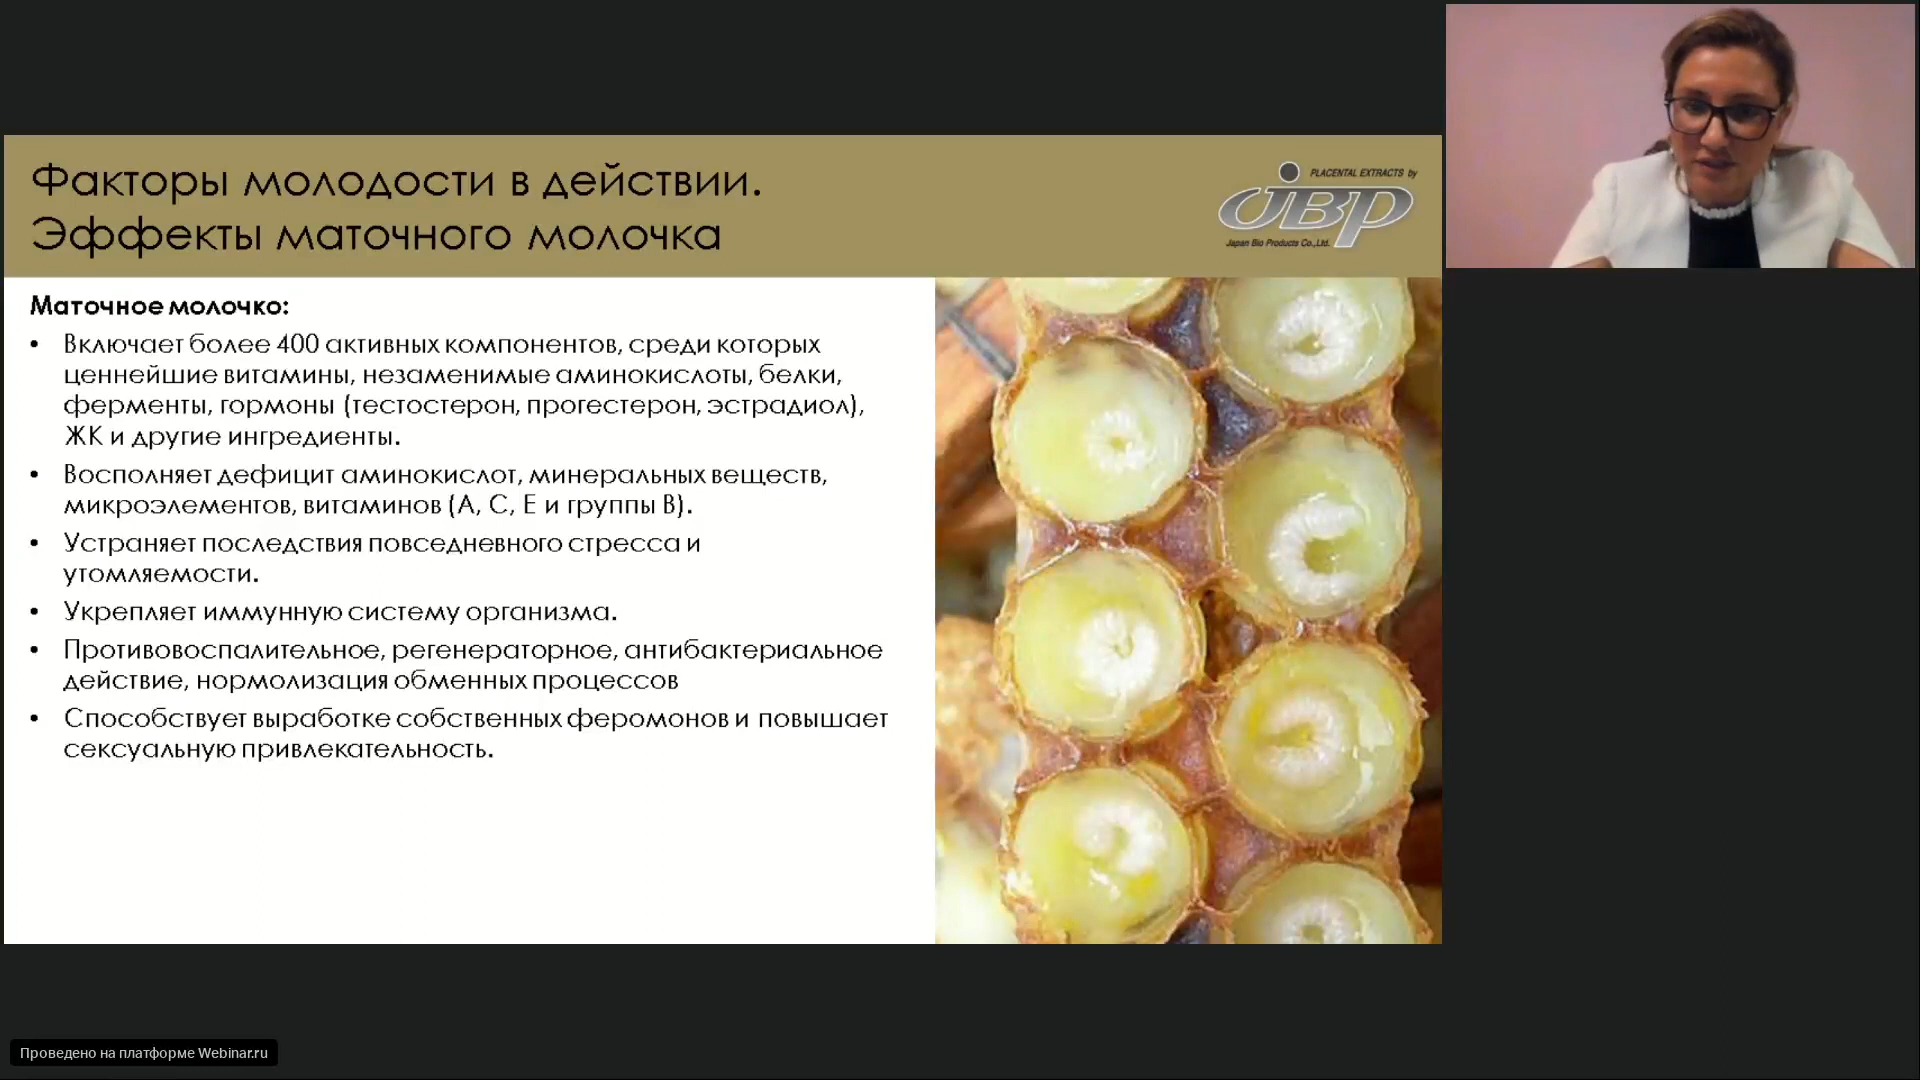 Факторы молодости в действии.
Эффекты маточного молочка
PLACENTAL EXTRACTS by
JBP
Japan Bio Products Co.,Ltd.
Маточное молочко:
• Включает более 400 активных компонентов, среди которых
ценнейшие витамины, незаменимые аминокислоты, белки,
ферменты, гормоны (тестостерон, прогестерон, эстрадиол),
ЖК и другие ингредиенты.
• Восполняет дефицит аминокислот, минеральных веществ,
микроэлементов, витаминов (А, С, Е и группы В).
• Устраняет последствия повседневного стресса и
утомляемости.
• Укрепляет иммунную систему организма.
• Противовоспалительное, регенераторное, антибактериальное
действие, нормолизация обменных процессов
• Способствует выработке собственных феромонов и повышает
сексуальную привлекательность.
Проведено на платформе Webinar.ru